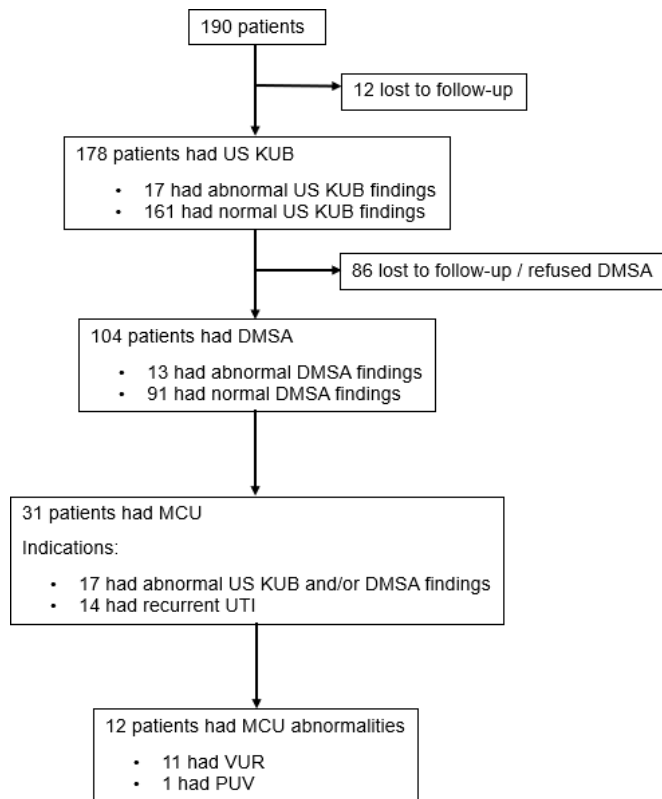 190 patients
12 lost to follow-up
178 patients had US KUB
• 17 had abnormal US KUB findings
• 161 had normal US KUB findings
86 lost to follow-up / refused DMSA
104 patients had DMSA
• 13 had abnormal DMSA findings
• 91 had normal DMSA findings
31 patients had MCU
Indications:
• 17 had abnormal US KUB and/or DMSA findings
• 14 had recurrent UTI
12 patients had MCU abnormalities
• 11 had VUR
• 1 had PUV